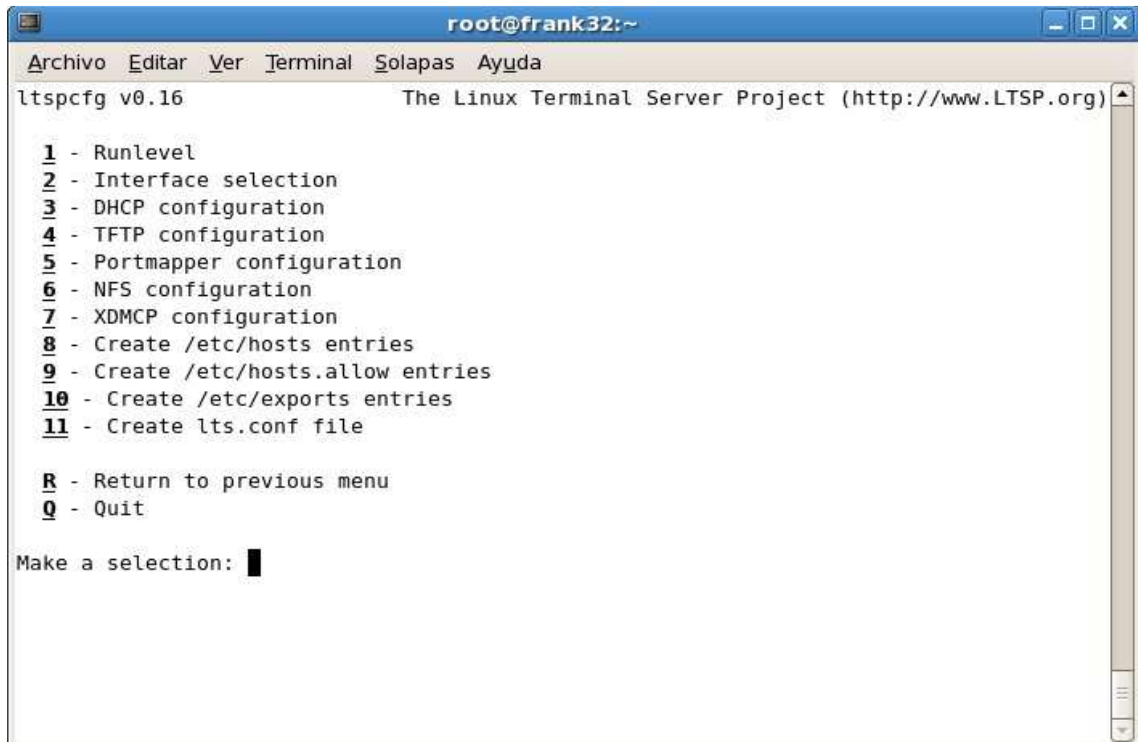 root@frank32:~
Archivo Editar Ver Terminal Solapas Ayuda
ltspcfg v0.16 The Linux Terminal Server Project (http://www.LTSP.org)
1 - Runlevel
2 - Interface selection
3 - DHCP configuration
4 - TFTP configuration
5 - Portmapper configuration
6 - NFS configuration
7 - XDMCP configuration
8 - Create /etc/hosts entries
9 - Create /etc/hosts.allow entries
10 - Create /etc/exports entries
11 - Create lts.conf file
R - Return to previous menu
Q - Quit
Make a selection: